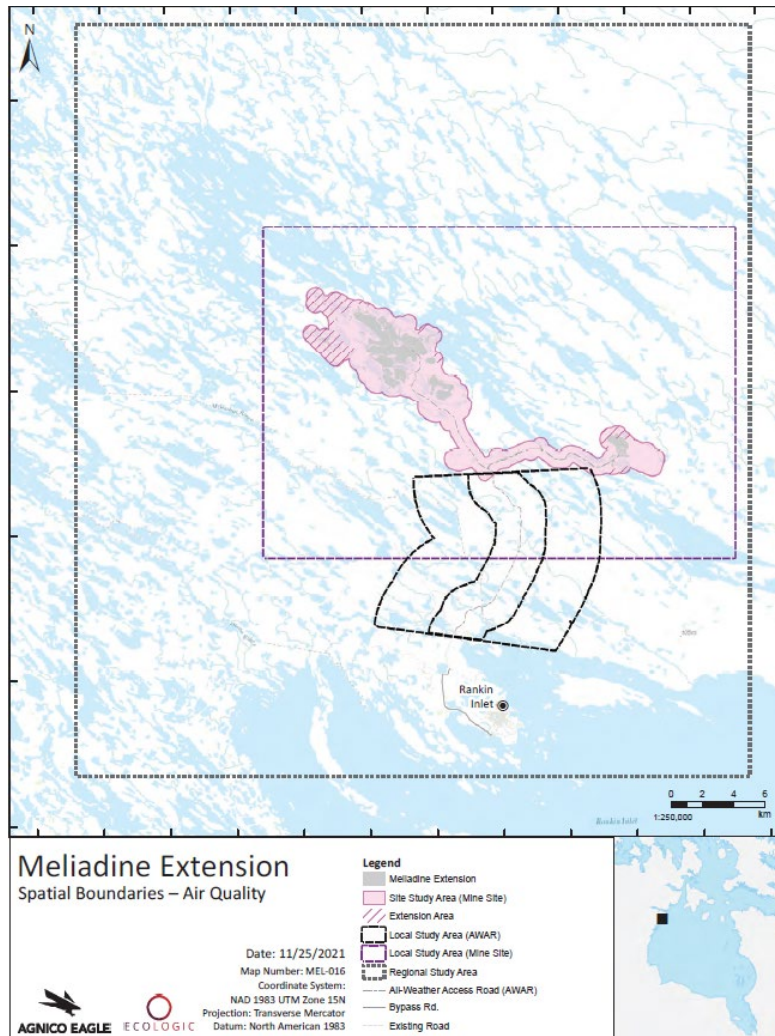 N
Rankin
Inlet
0 2 4 6
km
1:250,000
Rankin Inlet
Meliadine Extension
Spatial Boundaries – Air Quality
Date: 11/25/2021
Map Number: MEL-016
Coordinate System:
NAD 1983 UTM Zone 15N
Projection: Transverse Mercator
Datum: North American 1983
AGNICO EAGLE
ECOLOGIC
Legend
Meliadine Extension
Site Study Area (Mine Site)
Extension Area
Local Study Area (AWAR)
Local Study Area (Mine Site)
Regional Study Area
All-Weather Access Road (AWAR)
Bypass Rd.
Existing Road